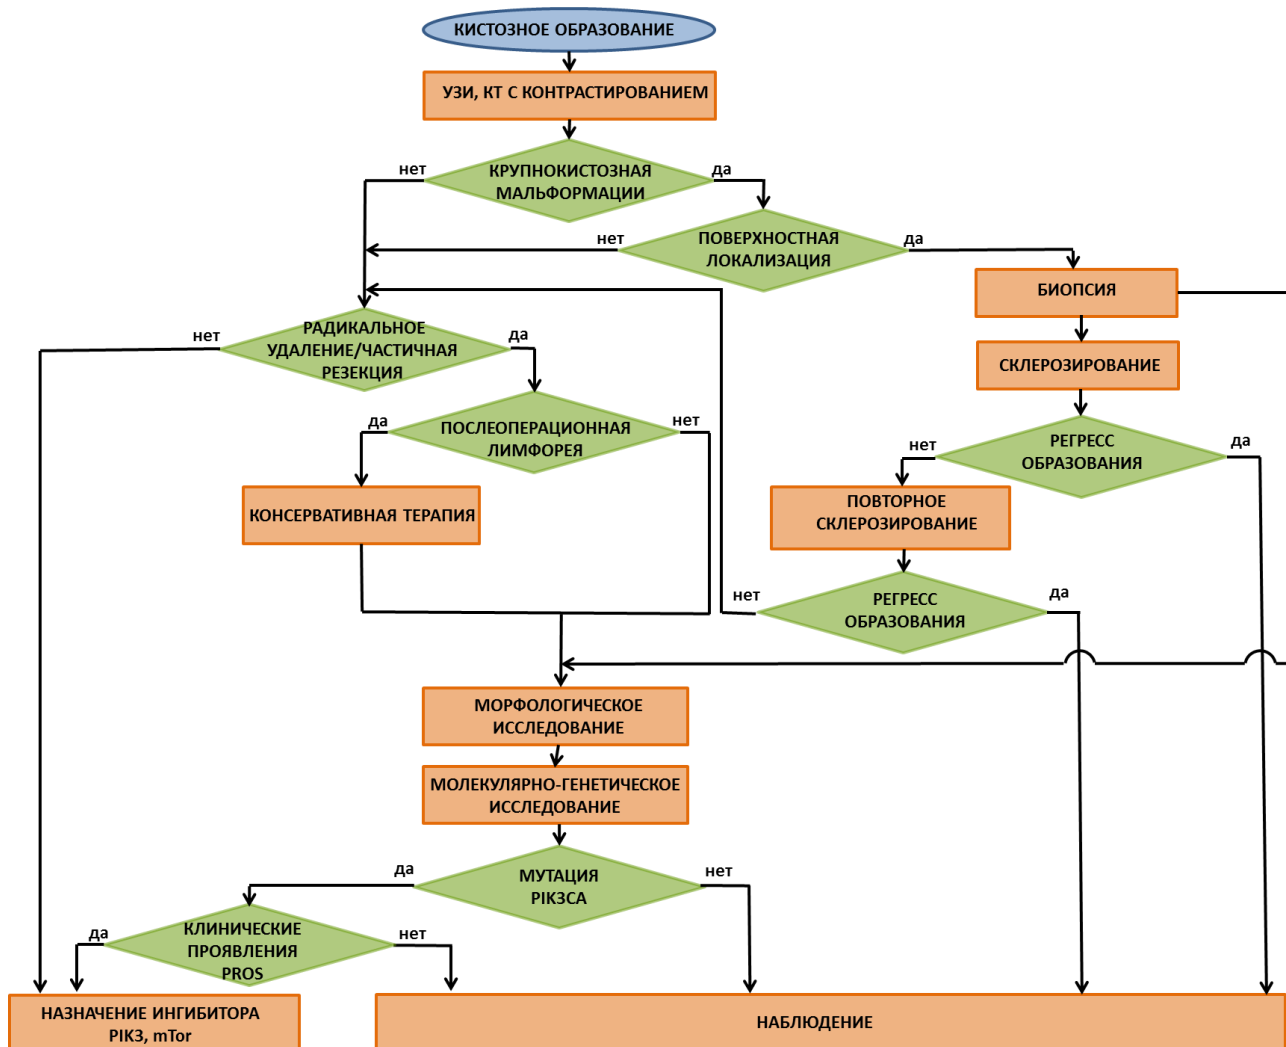 КИСТОЗНОЕ ОБРАЗОВАНИЕ
УЗИ, КТ С КОНТРАСТИРОВАНИЕМ
КРУПНОКИСТОЗНАЯ
МАЛЬФОРМАЦИИ
нет
да
ПОВЕРХНОСТНАЯ
ЛОКАЛИЗАЦИЯ
нет
да
БИОПСИЯ
РАДИКАЛЬНОЕ
УДАЛЕНИЕ/ЧАСТИЧНАЯ
РЕЗЕКЦИЯ
нет
да
СКЛЕРОЗИРОВАНИЕ
ПОСЛЕОПЕРАЦИОННАЯ
ЛИМФОРЕЯ
да
нет
РЕГРЕСС
ОБРАЗОВАНИЯ
нет
да
КОНСЕРВАТИВНАЯ ТЕРАПИЯ
ПОВТОРНОЕ
СКЛЕРОЗИРОВАНИЕ
РЕГРЕСС
ОБРАЗОВАНИЯ
нет
да
МОРФОЛОГИЧЕСКОЕ
ИССЛЕДОВАНИЕ
МОЛЕКУЛЯРНО-ГЕНЕТИЧЕСКОЕ
ИССЛЕДОВАНИЕ
МУТАЦИЯ
PIK3CA
да
нет
КЛИНИЧЕСКИЕ
ПРОЯВЛЕНИЯ
PROS
да
нет
НАЗНАЧЕНИЕ ИНГИБИТОРА
PIK3, mTor
НАБЛЮДЕНИЕ